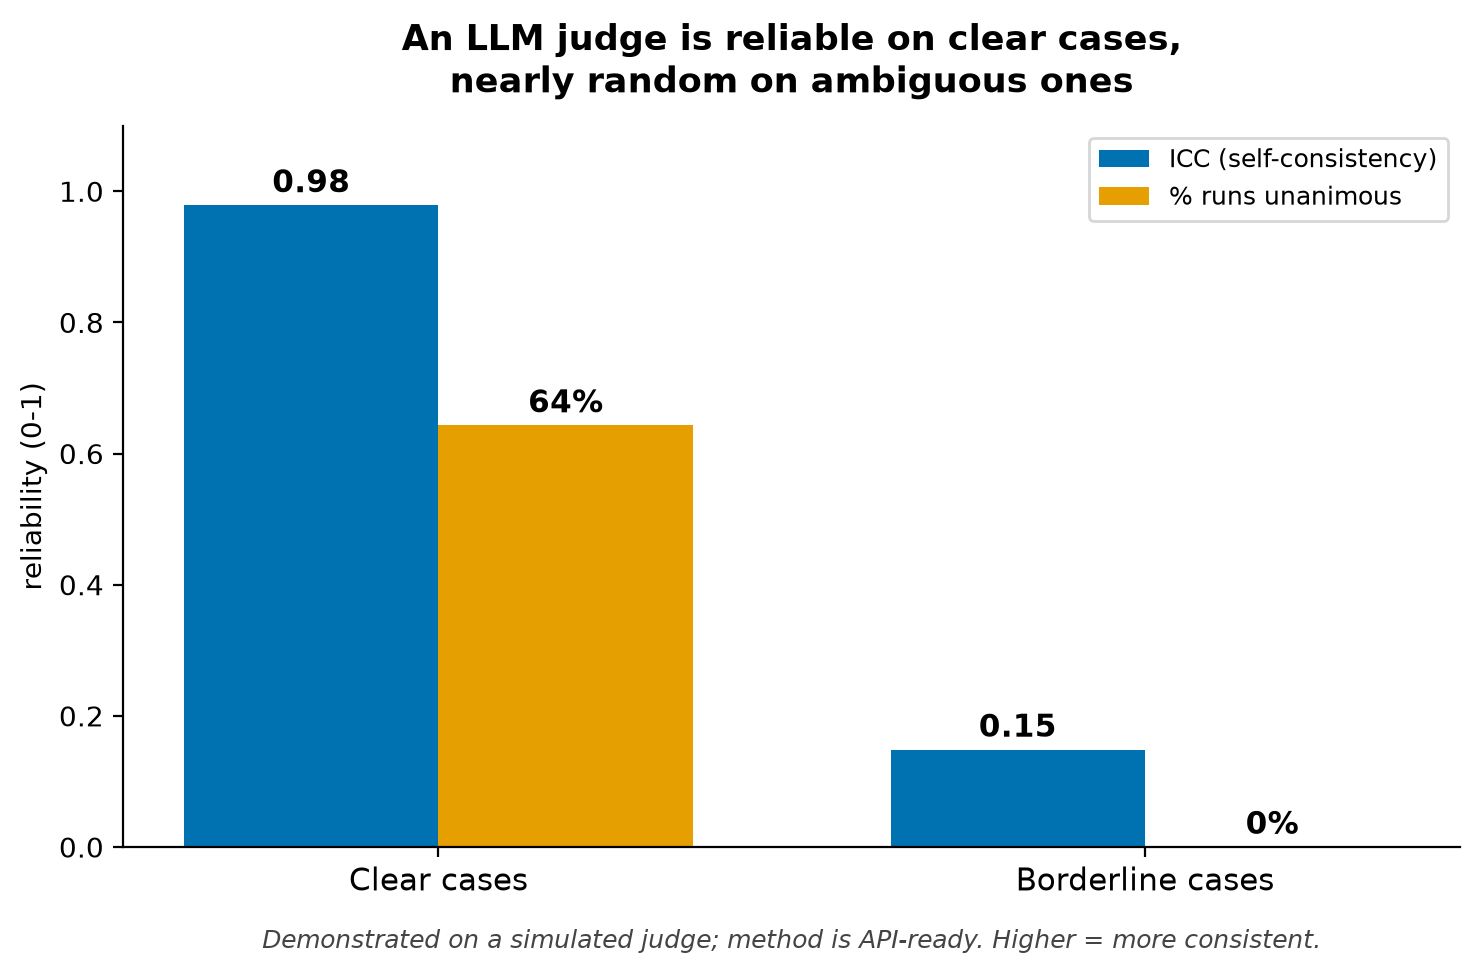 An LLM judge is reliable on clear cases,
nearly random on ambiguous ones
ICC (self-consistency)
% runs unanimous
reliability (0-1)
1.0
0.8
0.6
0.4
0.2
0.0
0.98
64%
0.15
0%
Clear cases
Borderline cases
Demonstrated on a simulated judge; method is API-ready. Higher = more consistent.